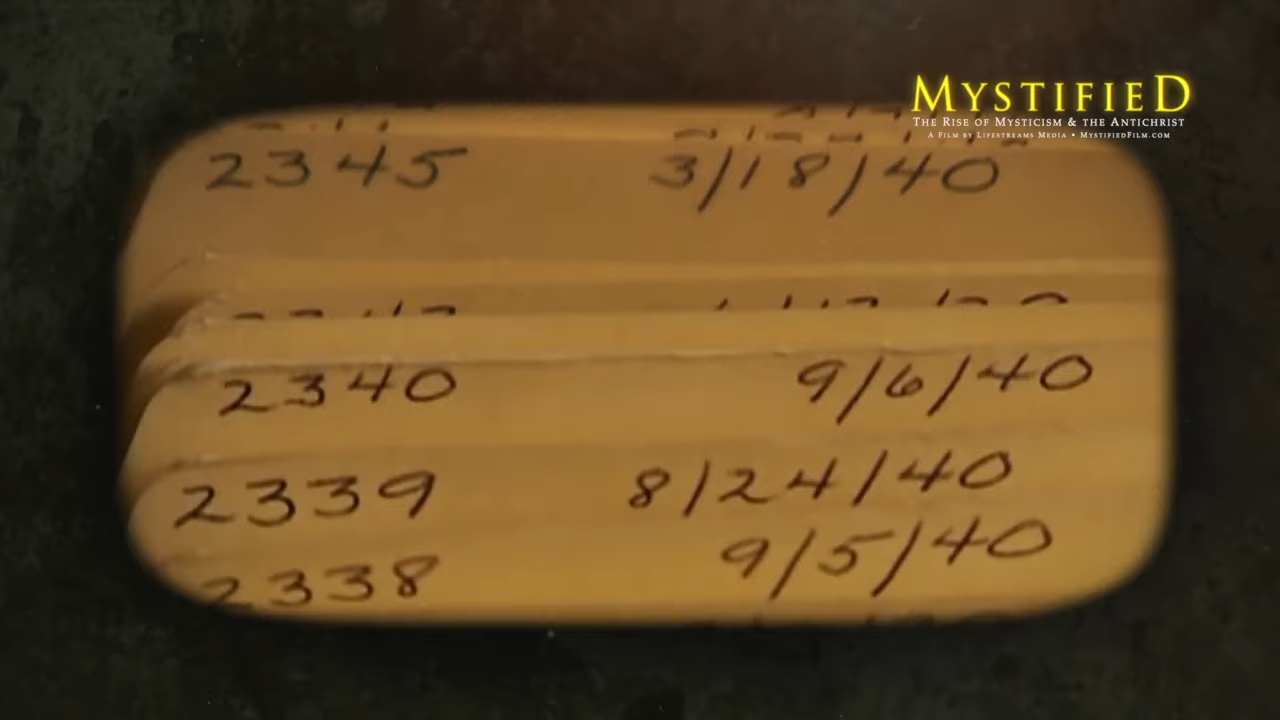 MYSTIFIED
THE RISE OF MYSTICISM & THE ANTICHRIST
A FILM BY LIFESTREAMS MEDIA • MYSTIFIEDFILM.COM
2345 3/18/40
2340 9/6/40
2339 8/24/40
2338 9/5/40